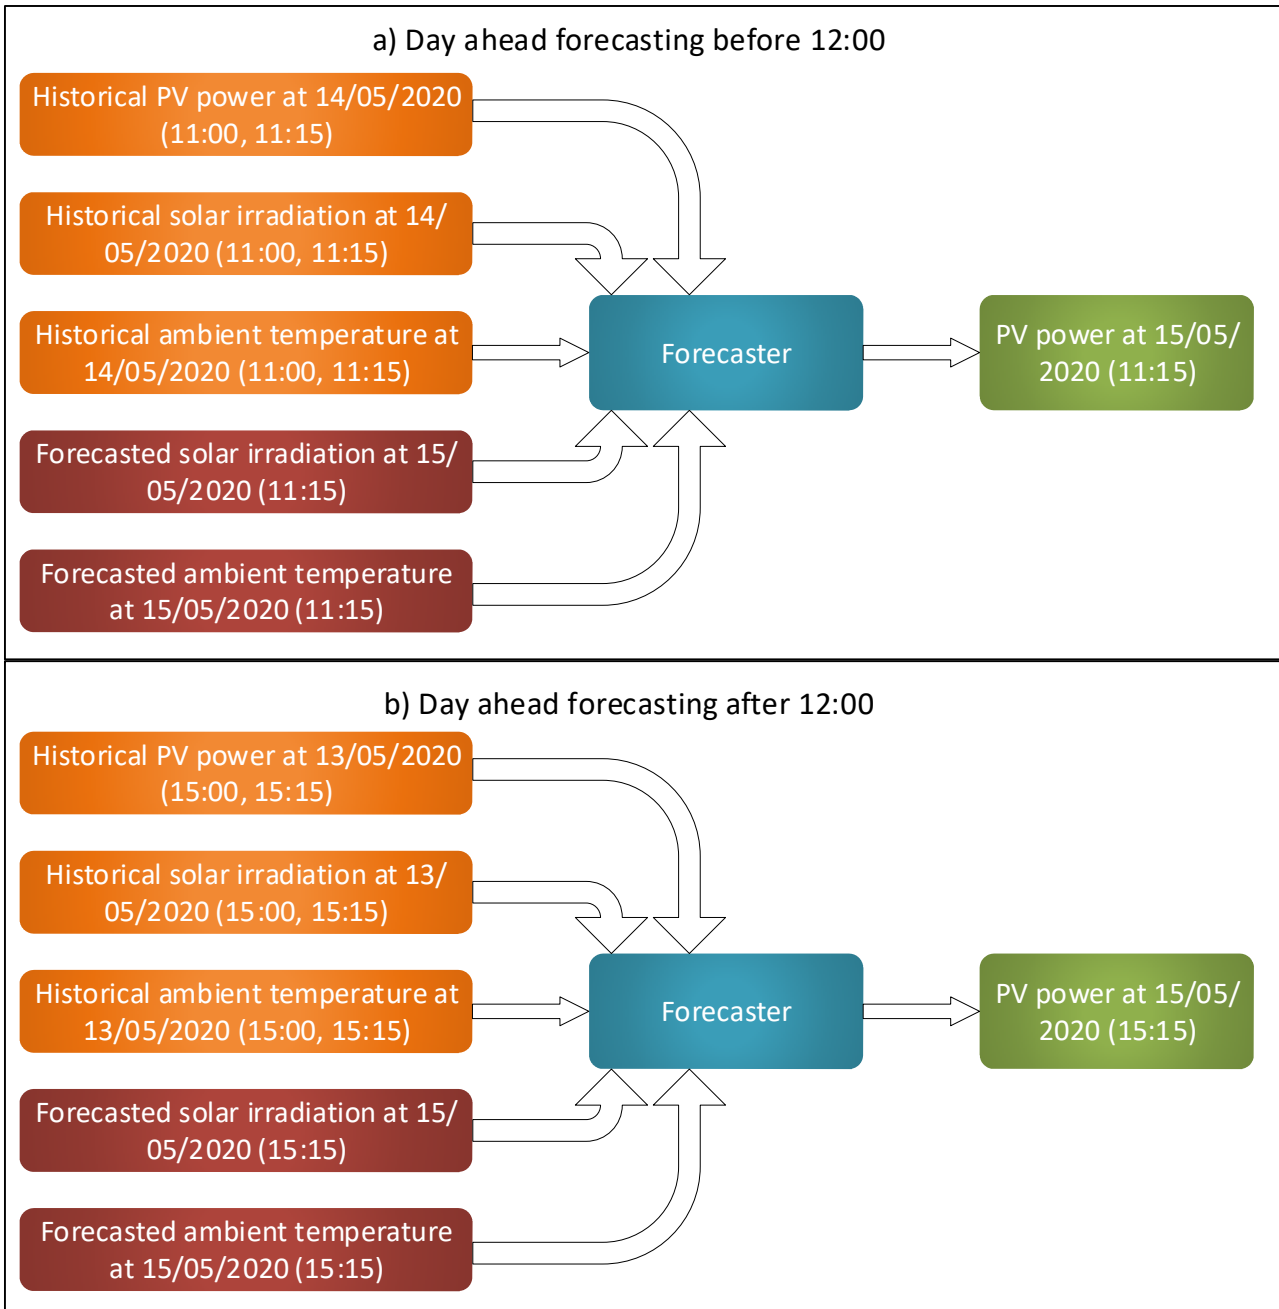 a) Day ahead forecasting before 12:00
Historical PV power at 14/05/2020
(11:00, 11:15)
Historical solar irradiation at 14/
05/2020 (11:00, 11:15)
Historical ambient temperature at
14/05/2020 (11:00, 11:15)
Forecasted solar irradiation at 15/
05/2020 (11:15)
Forecasted ambient temperature
at 15/05/2020 (11:15)
Forecaster
PV power at 15/05/
2020 (11:15)
b) Day ahead forecasting after 12:00
Historical PV power at 13/05/2020
(15:00, 15:15)
Historical solar irradiation at 13/
05/2020 (15:00, 15:15)
Historical ambient temperature at
13/05/2020 (15:00, 15:15)
Forecasted solar irradiation at 15/
05/2020 (15:15)
Forecasted ambient temperature
at 15/05/2020 (15:15)
Forecaster
PV power at 15/05/
2020 (15:15)